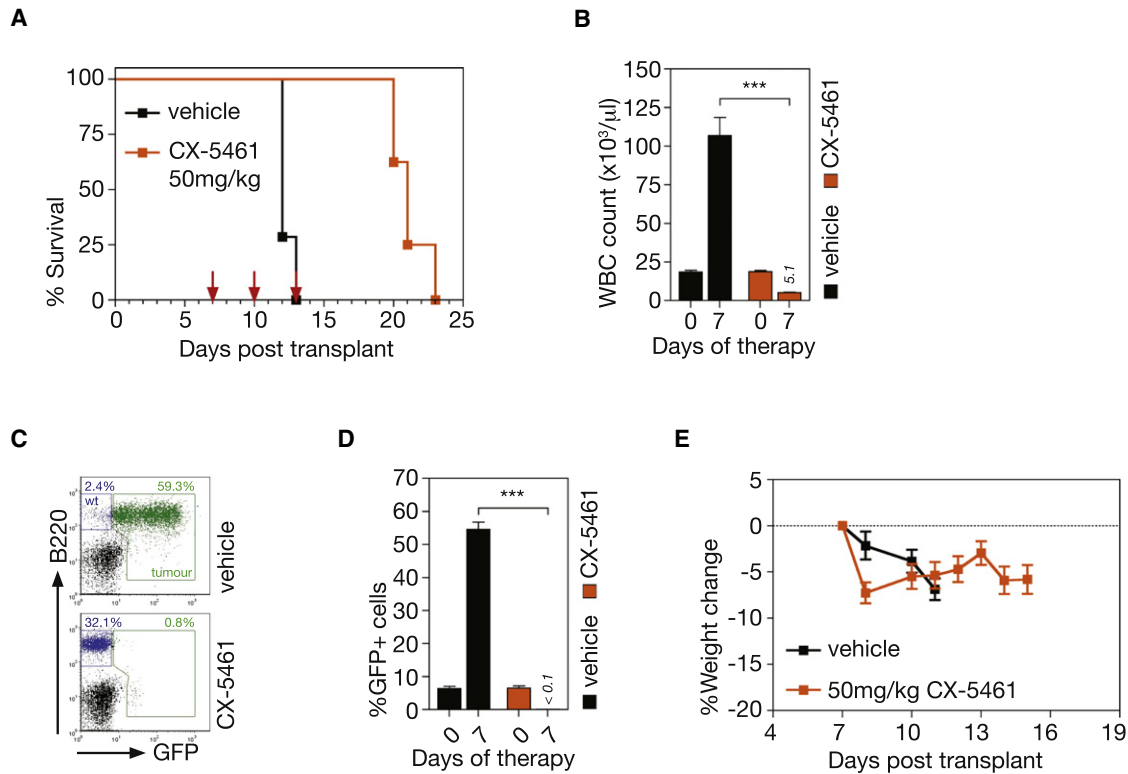 A
100
75
50
25
0
% Survival
vehicle
CX-5461
50mg/kg
0 5 10 15 20 25
Days post transplant
B
150
125
100
75
50
25
0
WBC count (x10³/µl)
***
5.1
0 7 0 7
Days of therapy
vehicle CX-5461
C
2.4% 59.3%
wt
tumour
vehicle
32.1% 0.8%
CX-5461
B220
GFP
D
70
60
50
40
30
20
10
0
%GFP+ cells
***
< 0.1
0 7 0 7
Days of therapy
vehicle CX-5461
E
5
0
-5
-10
-15
-20
%Weight change
vehicle
50mg/kg CX-5461
4 7 10 13 16 19
Days post transplant